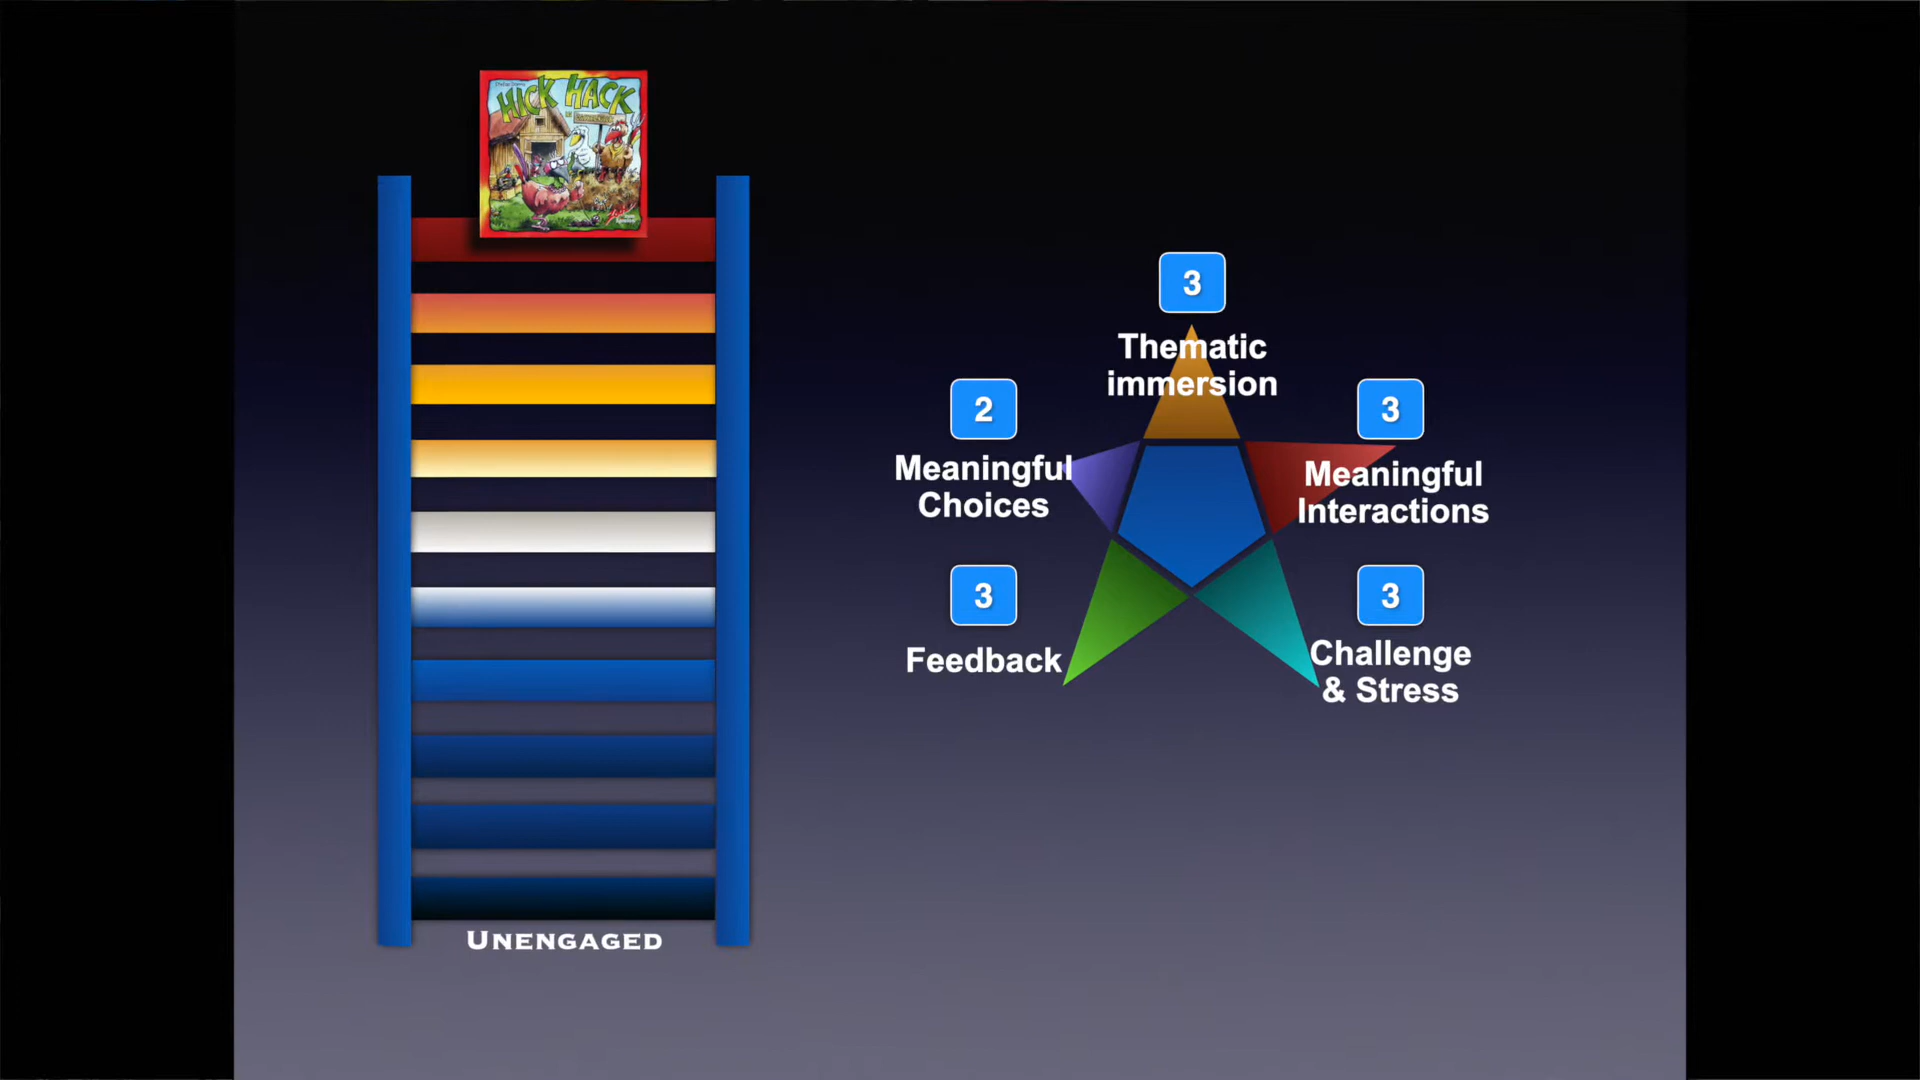 HICK HACK
3
Thematic
immersion
2
Meaningful
Choices
3
Meaningful
Interactions
3
Feedback
3
Challenge
& Stress
UNENGAGED